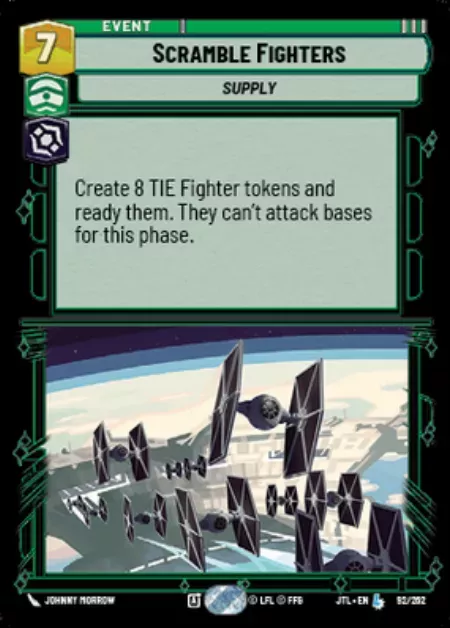 EVENT
7
SCRAMBLE FIGHTERS
SUPPLY
Create 8 TIE Fighter tokens and
ready them. They can't attack bases
for this phase.
JOHNNY MORROW
A
© LFL © FFG
JTL • EN
92/262